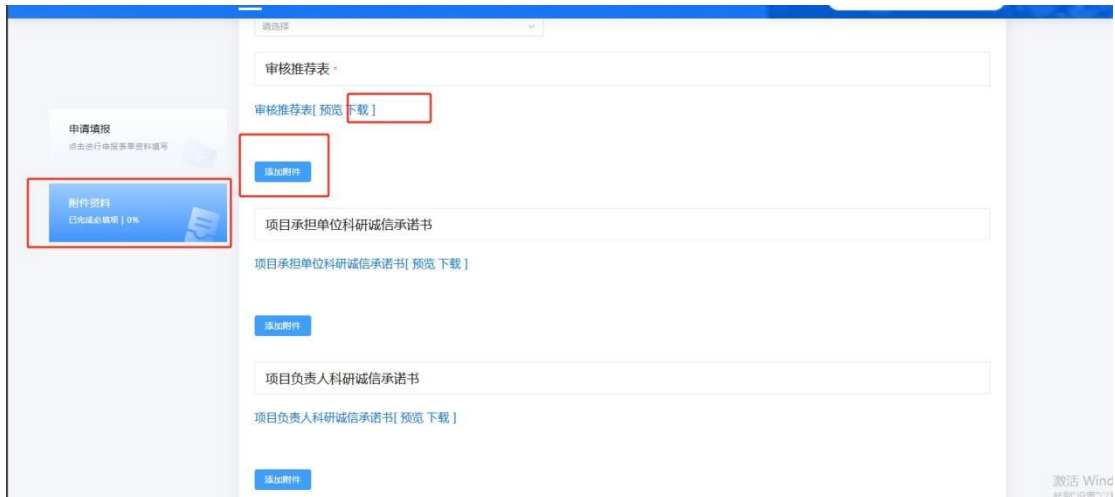 请选择
审核推荐表 *
审核推荐表[ 预览 下载 ]
申请填报
点击进行申报表单资料填写
添加附件
附件资料
已完成必填项 | 0%
项目承担单位科研诚信承诺书
项目承担单位科研诚信承诺书[ 预览 下载 ]
添加附件
项目负责人科研诚信承诺书
项目负责人科研诚信承诺书[ 预览 下载 ]
添加附件
激活 Wind